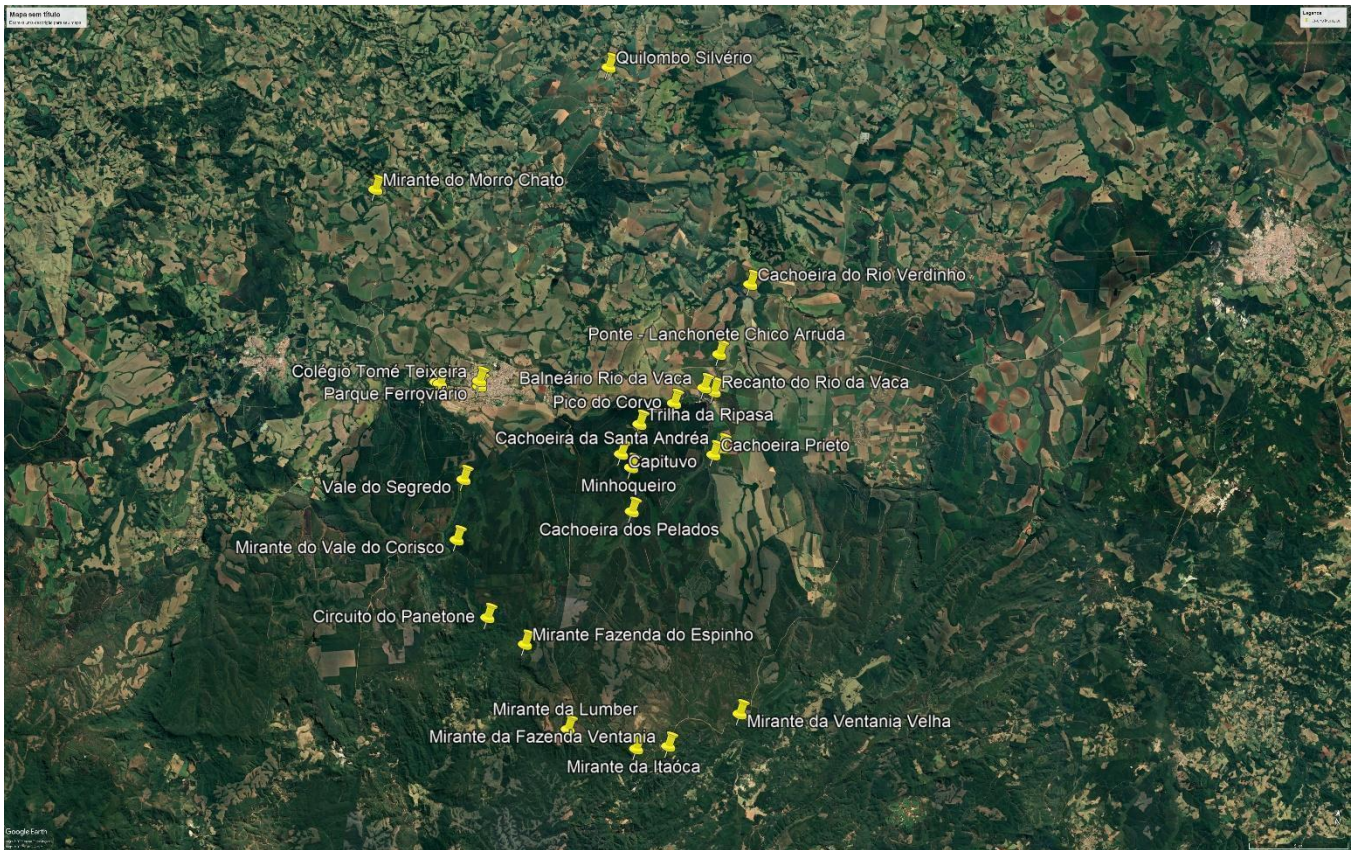 Mapa sem título
Legenda
Quilombo Silvério
Mirante do Morro Chato
Cachoeira do Rio Verdinho
Ponte - Lanchonete Chico Arruda
Colégio Tomé Teixeira
Balneário Rio da Vaca
Recanto do Rio da Vaca
Parque Ferroviário
Pico do Corvo
Trilha da Ripasa
Cachoeira da Santa Andréa
Cachoeira Prieto
Capituvo
Vale do Segredo
Minhoqueiro
Cachoeira dos Pelados
Mirante do Vale do Corisco
Circuito do Panetone
Mirante Fazenda do Espinho
Mirante da Lumber
Mirante da Ventania Velha
Mirante da Fazenda Ventania
Mirante da Itaóca
Google Earth